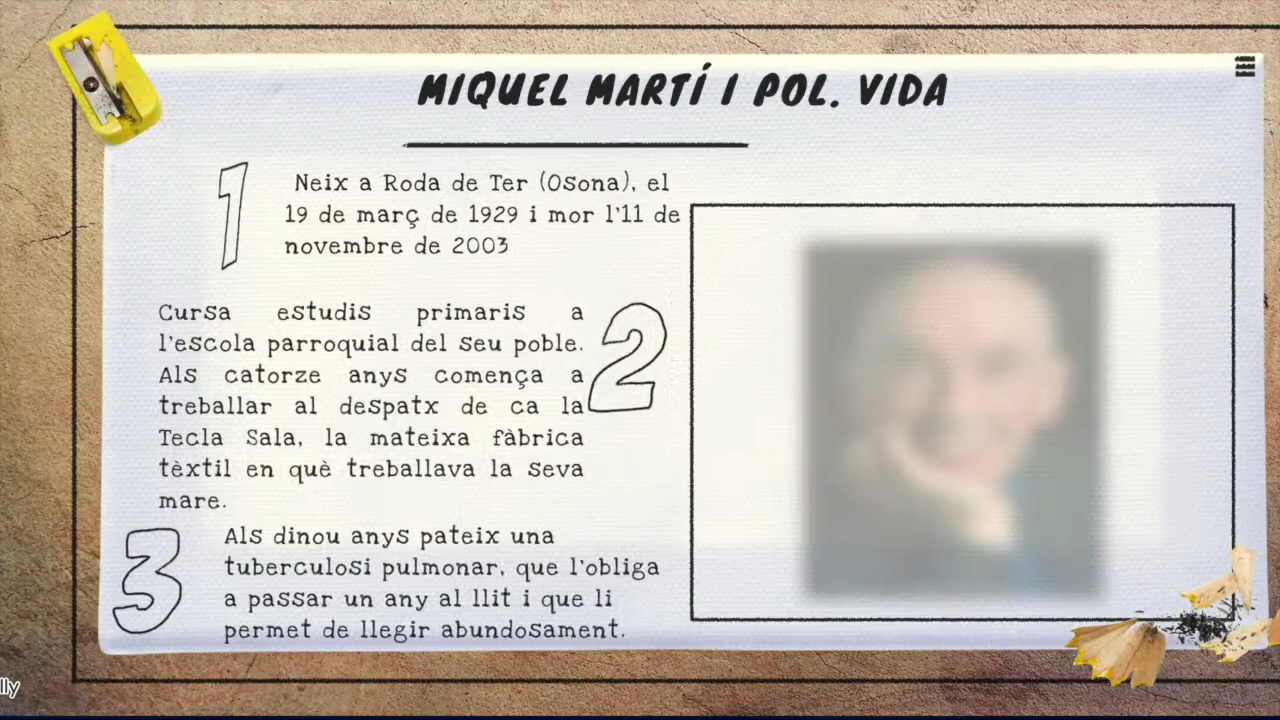 MIQUEL MARTÍ I POL. VIDA
1
Neix a Roda de Ter (Osona), el
19 de març de 1929 i mor l'11 de
novembre de 2003
Cursa estudis primaris a
l'escola parroquial del seu poble.
Als catorze anys comença a
treballar al despatx de ca la
Tecla Sala, la mateixa fàbrica
tèxtil en què treballava la seva
mare.
2
3
Als dinou anys pateix una
tuberculosi pulmonar, que l'obliga
a passar un any al llit i que li
permet de llegir abundosament.
lly